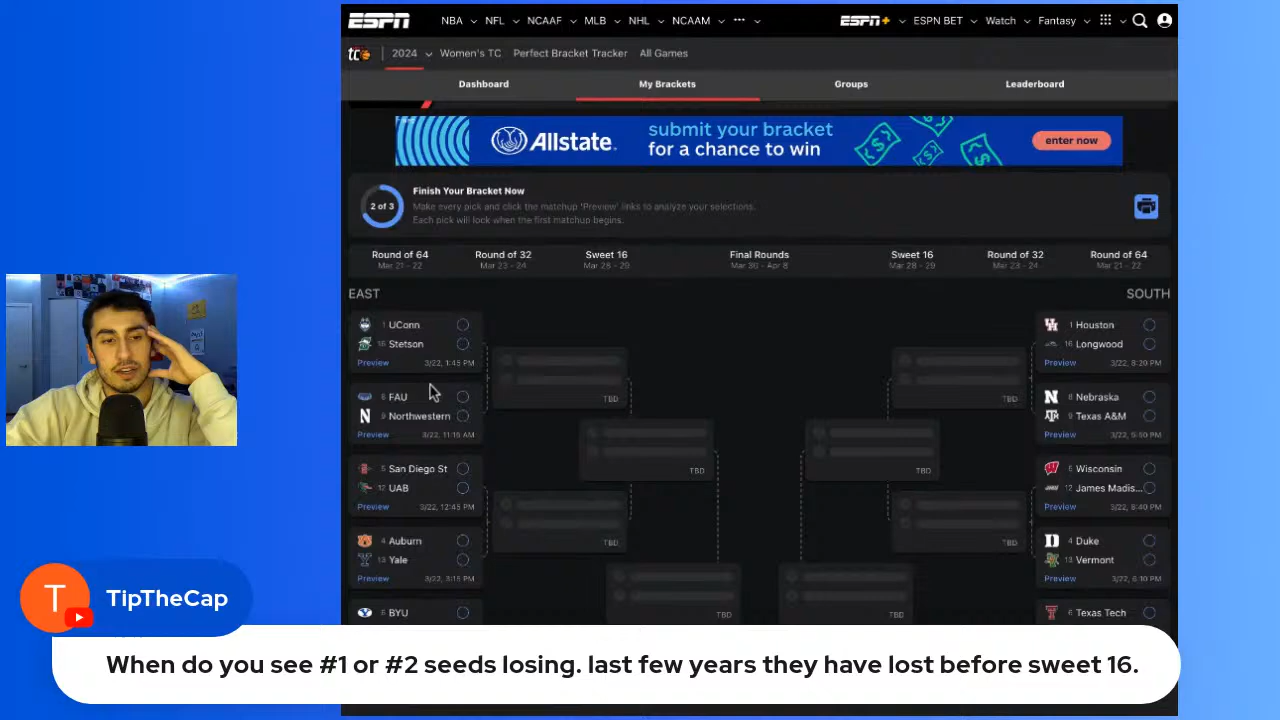 ESPN NBA NFL NCAAF MLB NHL NCAAM ••• ESPN+ ESPN BET Watch Fantasy
tc 2024 Women's TC Perfect Bracket Tracker All Games
Dashboard My Brackets Groups Leaderboard
Allstate. submit your bracket for a chance to win enter now
2 of 3 Finish Your Bracket Now
Make every pick and click the matchup 'Preview' links to analyze your selections.
Each pick will lock when the first matchup begins.
Round of 64 Round of 32 Sweet 16 Final Rounds Sweet 16 Round of 32 Round of 64
Mar 21 - 22 Mar 23 - 24 Mar 28 - 29 Mar 30 - Apr 8 Mar 28 - 29 Mar 23 - 24 Mar 21 - 22
EAST SOUTH
1 UConn 1 Houston
16 Stetson 16 Longwood
Preview 3/22, 1:45 PM Preview 3/22, 8:20 PM
TBD TBD
8 FAU 8 Nebraska
9 Northwestern 9 Texas A&M
Preview 3/22, 11:15 AM Preview 3/22, 5:50 PM
TBD TBD
5 San Diego St 5 Wisconsin
12 UAB 12 James Madis...
Preview 3/22, 12:45 PM Preview 3/22, 8:40 PM
TBD TBD
4 Auburn 4 Duke
13 Yale 13 Vermont
Preview 3/22, 3:15 PM Preview 3/22, 6:10 PM
6 BYU TBD TBD 6 Texas Tech
T TipTheCap
When do you see #1 or #2 seeds losing. last few years they have lost before sweet 16.